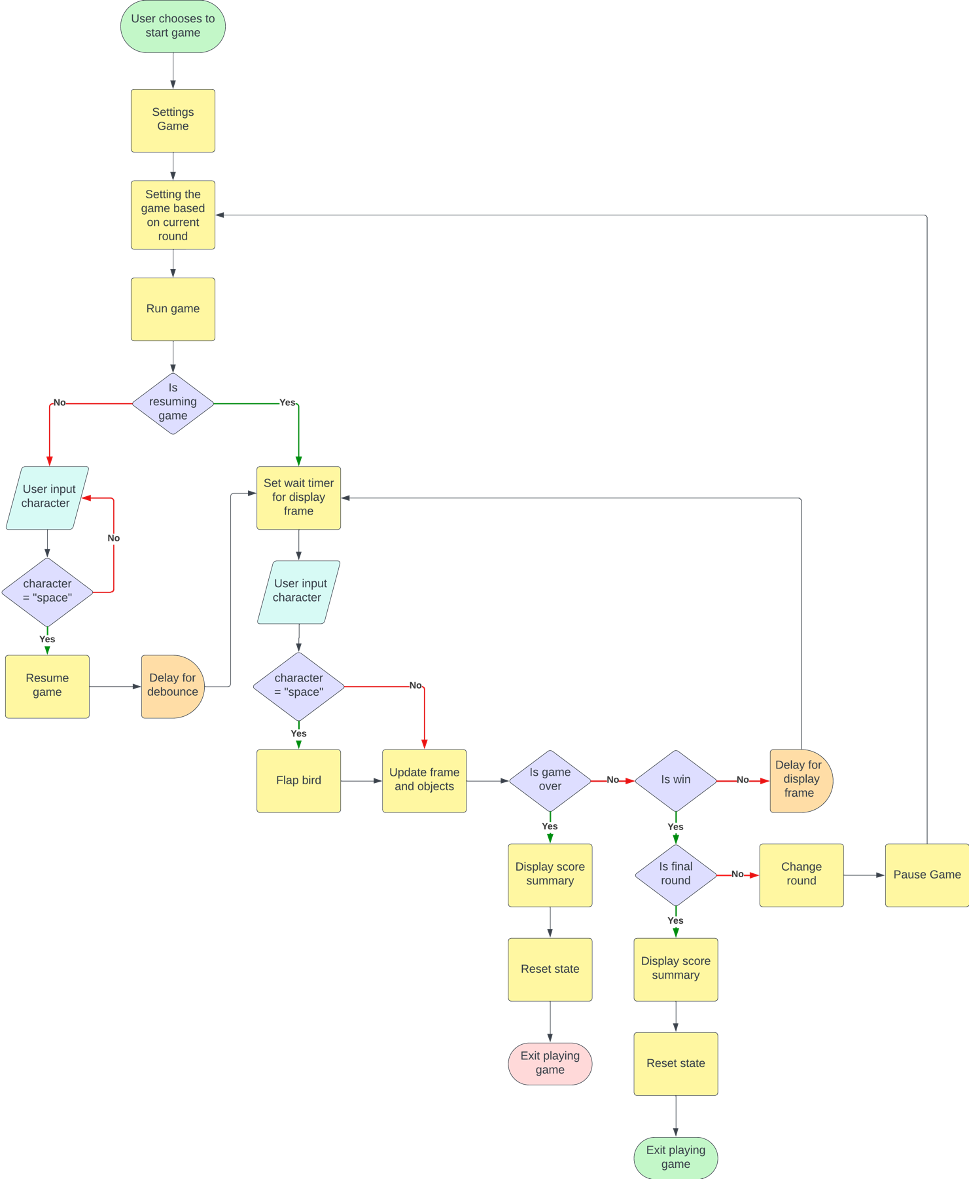 User chooses to
start game
Settings
Game
Setting the
game based
on current
round
Run game
Is
resuming
game
No
Yes
User input
character
No
character
= "space"
Yes
Resume
game
Delay for
debounce
Set wait timer
for display
frame
User input
character
character
= "space"
No
Yes
Flap bird
Update frame
and objects
Is game
over
No
Is win
No
Delay for
display
frame
Yes
Yes
Display score
summary
Is final
round
No
Change
round
Pause Game
Yes
Reset state
Display score
summary
Exit playing
game
Reset state
Exit playing
game